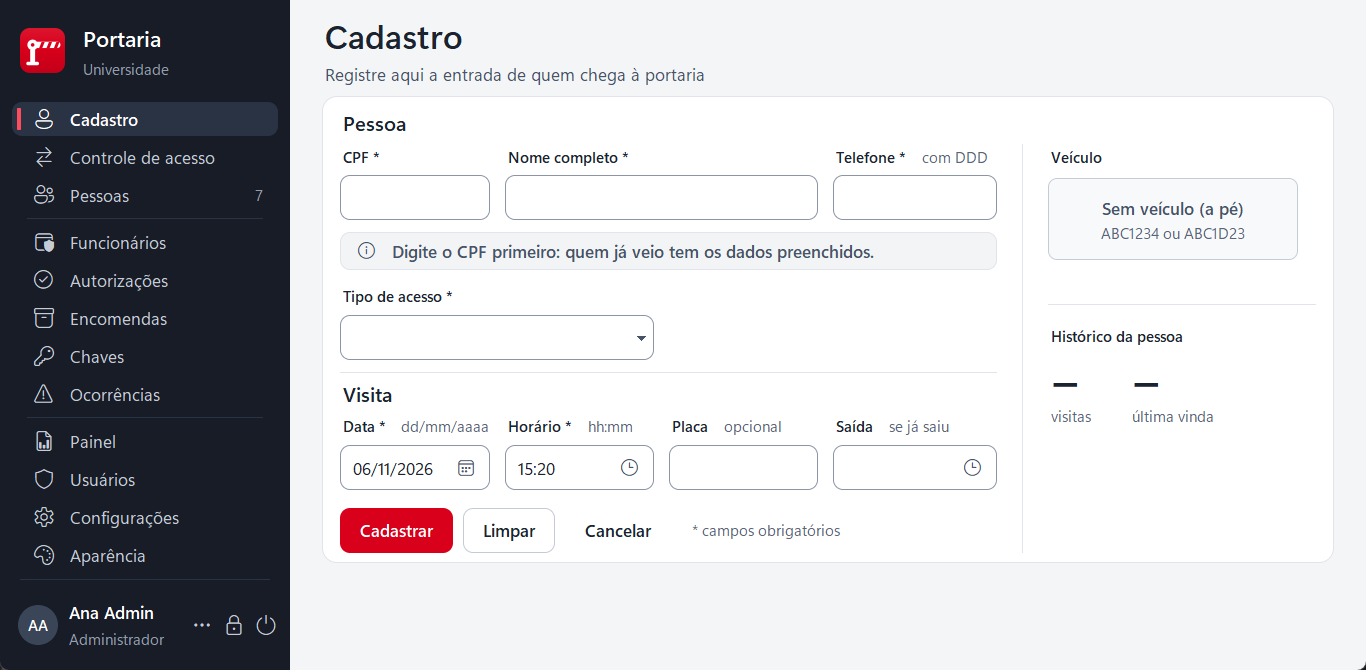 Portaria
Universidade
Cadastro
Controle de acesso
Pessoas 7
Funcionários
Autorizações
Encomendas
Chaves
Ocorrências
Painel
Usuários
Configurações
Aparência
AA
Ana Admin
Administrador
Cadastro
Registre aqui a entrada de quem chega à portaria
Pessoa
CPF * Nome completo * Telefone * com DDD
Digite o CPF primeiro: quem já veio tem os dados preenchidos.
Tipo de acesso *
Visita
Data * dd/mm/aaaa Horário * hh:mm Placa opcional Saída se já saiu
06/11/2026 15:20
Cadastrar Limpar Cancelar * campos obrigatórios
Veículo
Sem veículo (a pé)
ABC1234 ou ABC1D23
Histórico da pessoa
— —
visitas última vinda